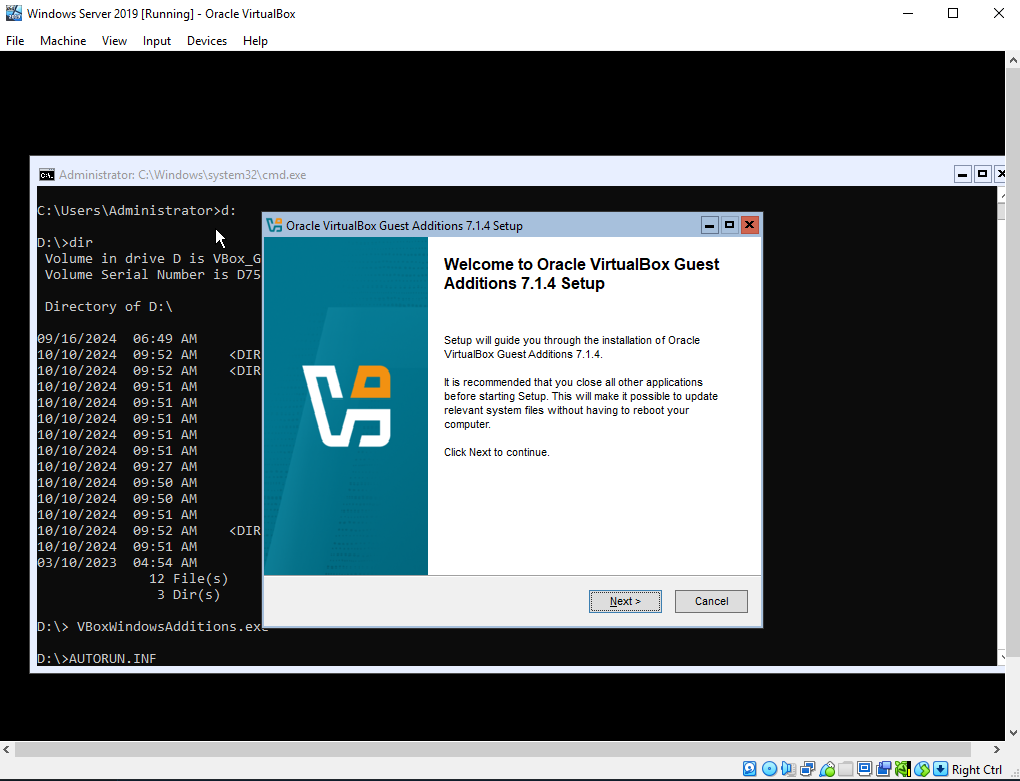 Windows Server 2019 [Running] - Oracle VirtualBox
File Machine View Input Devices Help
Administrator: C:\Windows\system32\cmd.exe
C:\Users\Administrator>d:
D:\>dir
Volume in drive D is VBox_G
Volume Serial Number is D75
Directory of D:\
09/16/2024 06:49 AM
10/10/2024 09:52 AM <DIR
10/10/2024 09:52 AM <DIR
10/10/2024 09:51 AM
10/10/2024 09:51 AM
10/10/2024 09:51 AM
10/10/2024 09:51 AM
10/10/2024 09:51 AM
10/10/2024 09:27 AM
10/10/2024 09:50 AM
10/10/2024 09:50 AM
10/10/2024 09:51 AM
10/10/2024 09:52 AM <DIR
10/10/2024 09:51 AM
03/10/2023 04:54 AM
12 File(s)
3 Dir(s)
D:\> VBoxWindowsAdditions.exe
D:\>AUTORUN.INF
Oracle VirtualBox Guest Additions 7.1.4 Setup
Welcome to Oracle VirtualBox Guest
Additions 7.1.4 Setup
Setup will guide you through the installation of Oracle
VirtualBox Guest Additions 7.1.4.
It is recommended that you close all other applications
before starting Setup. This will make it possible to update
relevant system files without having to reboot your
computer.
Click Next to continue.
Next >
Cancel
Right Ctrl